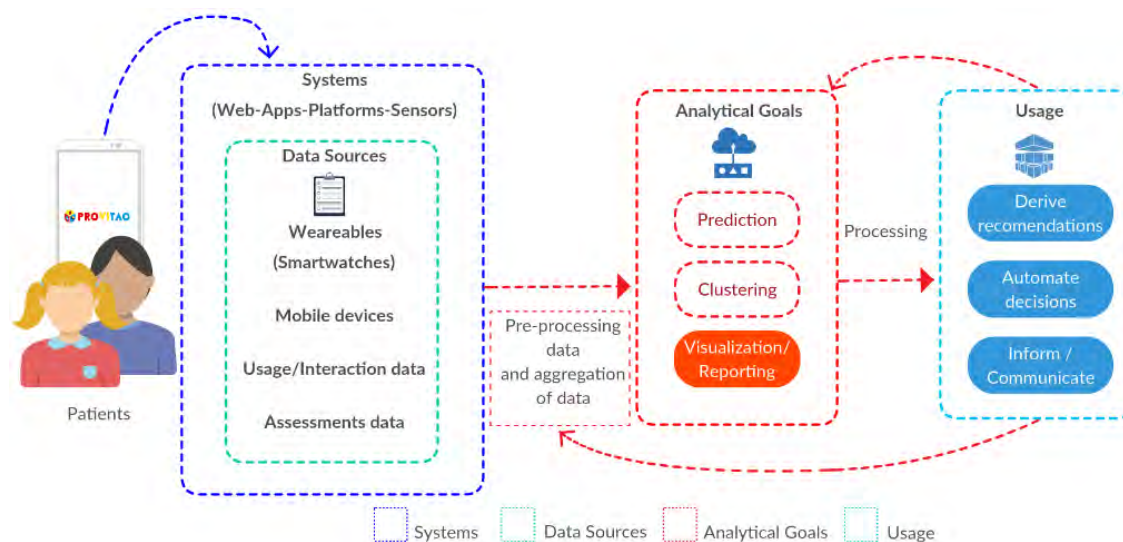 PROVITAO
Patients
Systems
(Web-Apps-Platforms-Sensors)
Data Sources
Weareables
(Smartwatches)
Mobile devices
Usage/Interaction data
Assessments data
Pre-processing
data
and aggregation
of data
Analytical Goals
Prediction
Clustering
Visualization/
Reporting
Processing
Usage
Derive
recomendations
Automate
decisions
Inform /
Communicate
Systems
Data Sources
Analytical Goals
Usage